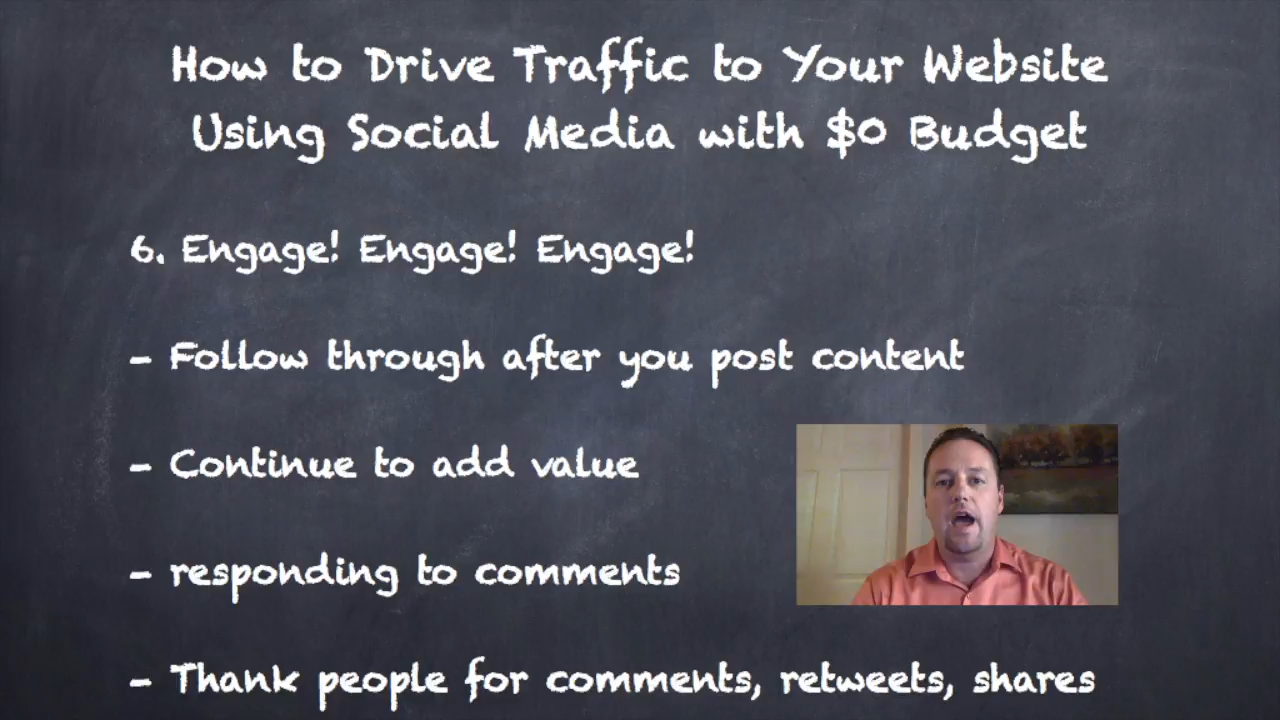 How to Drive Traffic to Your Website
Using Social Media with $0 Budget
6. Engage! Engage! Engage!
- Follow through after you post content
- Continue to add value
- responding to comments
- Thank people for comments, retweets, shares